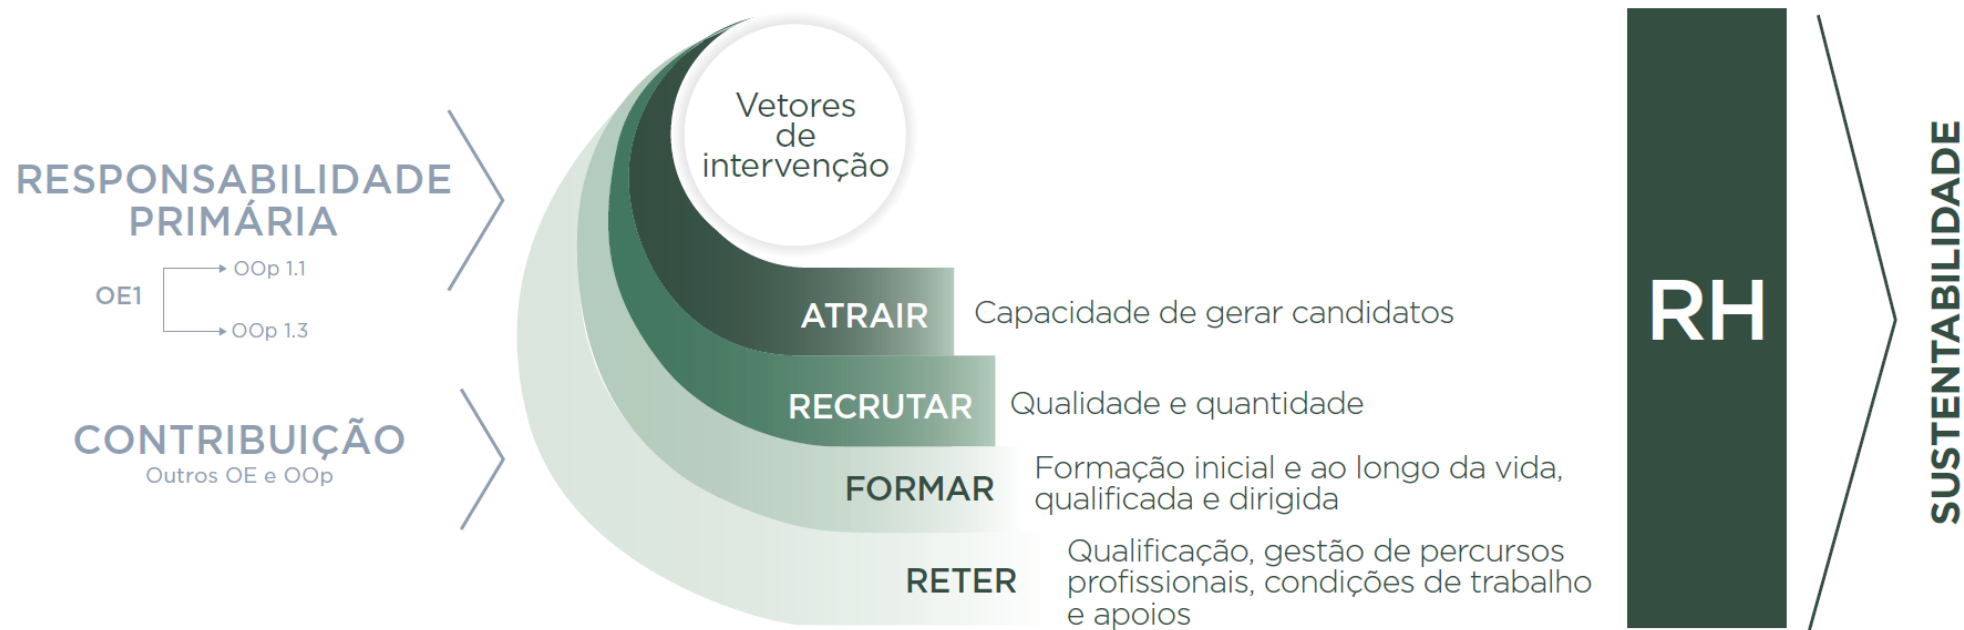 RESPONSABILIDADE
PRIMÁRIA
OE1
OOp 1.1
OOp 1.3
CONTRIBUIÇÃO
Outros OE e OOp
Vetores
de
intervenção
ATRAIR
Capacidade de gerar candidatos
RECRUTAR
Qualidade e quantidade
FORMAR
Formação inicial e ao longo da vida,
qualificada e dirigida
RETER
Qualificação, gestão de percursos
profissionais, condições de trabalho
e apoios
RH
SUSTENTABILIDADE